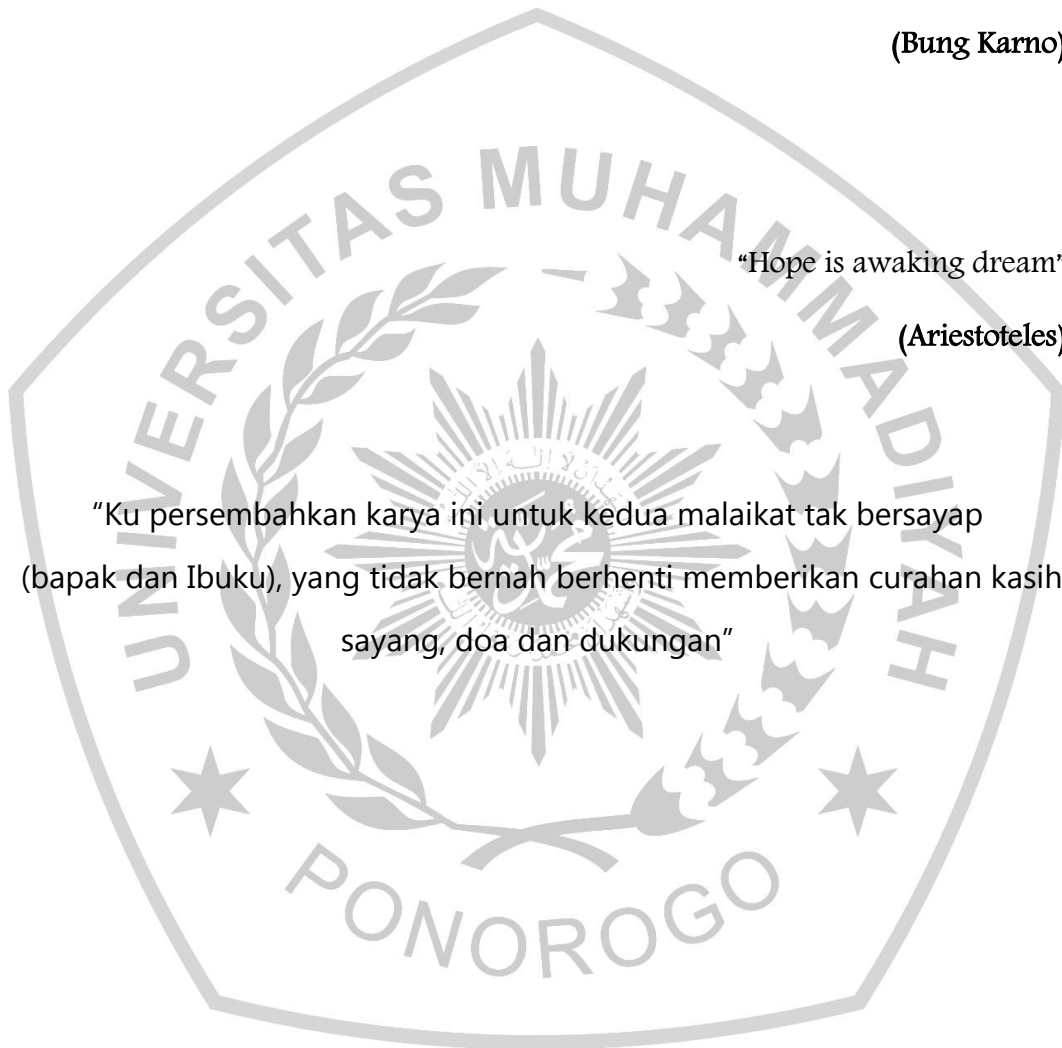 (Bung Karno)
UNIVERSITAS MUHAMMADIYAH
"Hope is awaking dream"
(Ariestoteles)
"Ku persembahkan karya ini untuk kedua malaikat tak bersayap
(bapak dan Ibuku), yang tidak bernah berhenti memberikan curahan kasih
sayang, doa dan dukungan"
PONOROGO